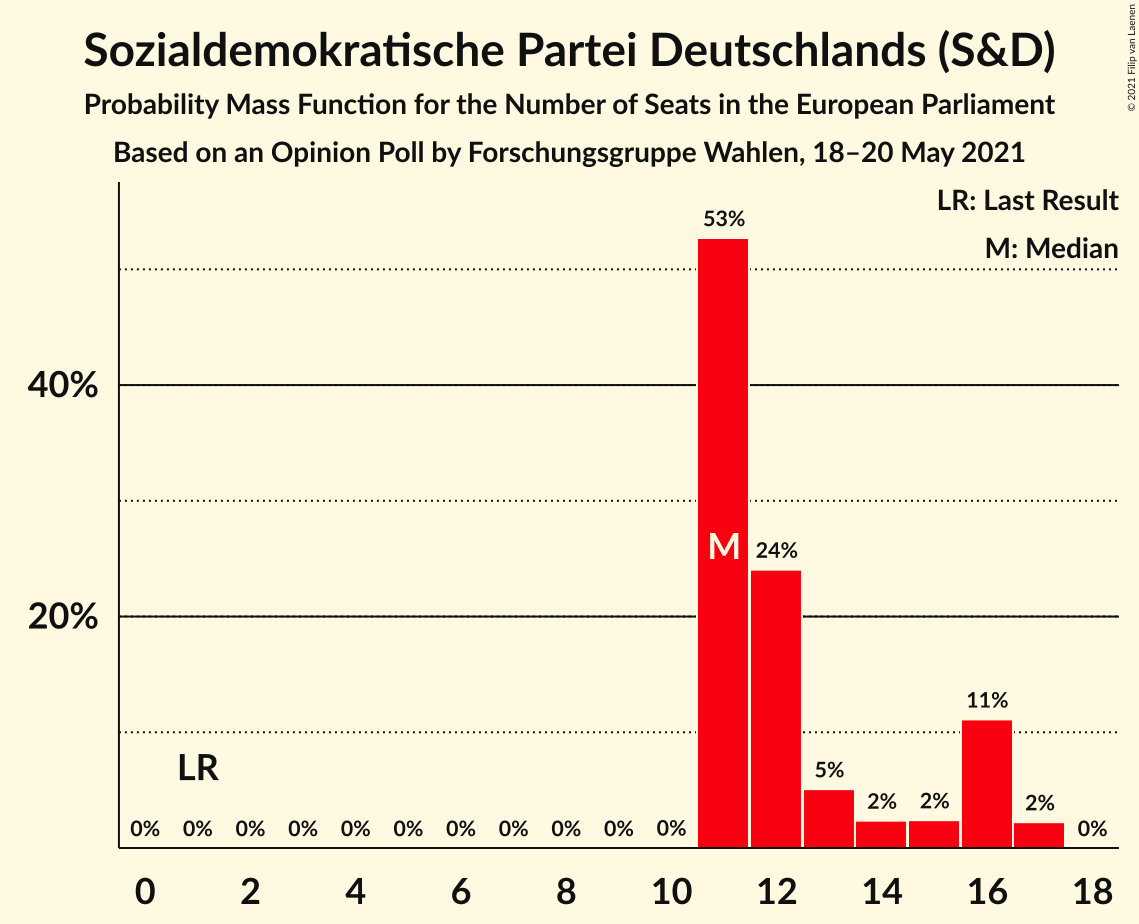 Sozialdemokratische Partei Deutschlands (S&D)
Probability Mass Function for the Number of Seats in the European Parliament
Based on an Opinion Poll by Forschungsgruppe Wahlen, 18–20 May 2021
© 2021 Filip van Laenen
LR: Last Result
M: Median
53%
40%
M
24%
20%
11%
LR
5%
2%
2%
2%
0% 0% 0% 0% 0% 0% 0% 0% 0% 0% 0% 0%
0 2 4 6 8 10 12 14 16 18